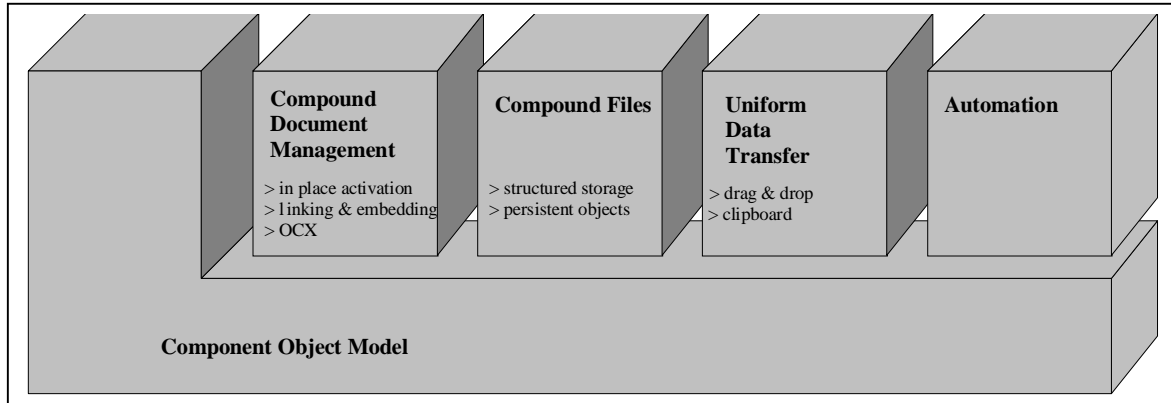 Compound
Document
Management
> in place activation
> linking & embedding
> OCX
Compound Files
> structured storage
> persistent objects
Uniform
Data
Transfer
> drag & drop
> clipboard
Automation
Component Object Model